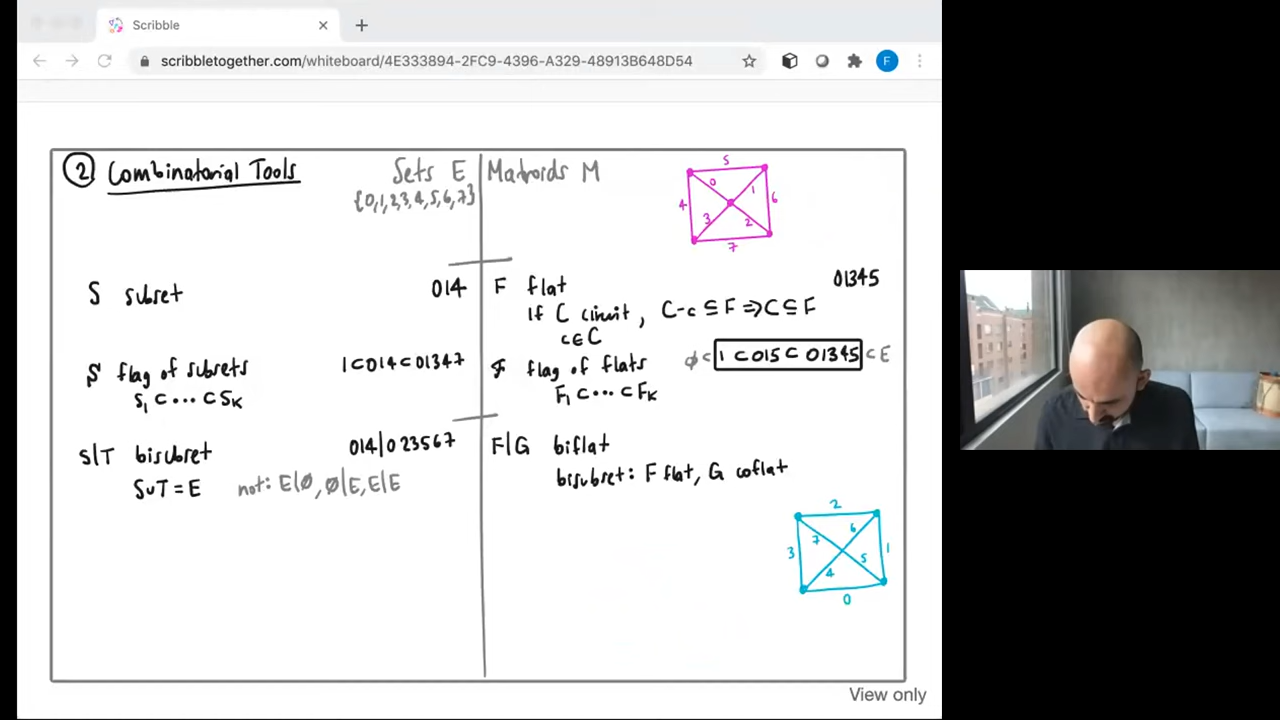 Scribble
scribbletogether.com/whiteboard/4E333894-2FC9-4396-A329-48913B648D54
F
② Combinatorial Tools
Sets E
{0,1,2,3,4,5,6,7}
Matroids M
5
0
1
4
6
3
2
7
S subset
014
F flat
01345
If C circuit, C-c ⊆ F ⇒ C ⊆ F
c∈C
S flag of subsets
1⊂014⊂01347
S₁ ⊂ ... ⊂ Sₖ
F flag of flats
∅ ⊂ 1 ⊂ 015 ⊂ 01345 ⊂ E
F₁ ⊂ ... ⊂ Fₖ
S|T bisubset
014|023567
S∪T = E
not: E|∅, ∅|E, E|E
F|G biflat
bisubset: F flat, G coflat
2
6
7
3
1
5
4
0
View only